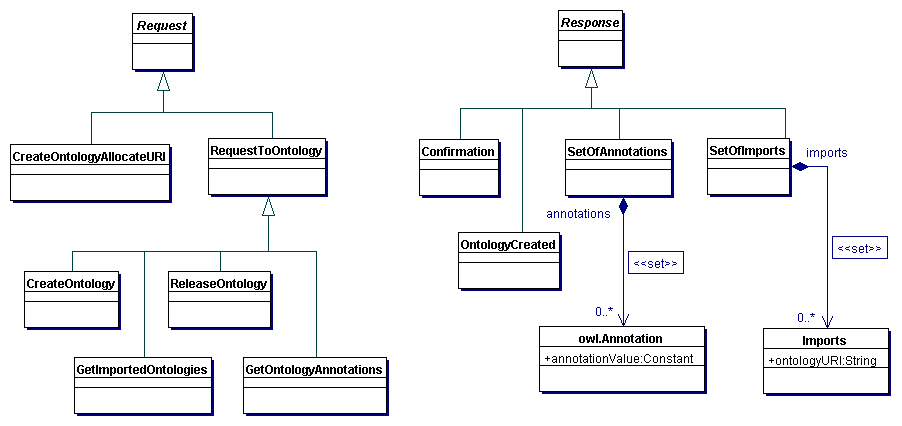 Request
Response
CreateOntologyAllocateURI
RequestToOntology
Confirmation
SetOfAnnotations
SetOfImports
imports
annotations
OntologyCreated
<<set>>
<<set>>
CreateOntology
ReleaseOntology
0..*
0..*
owl.Annotation
+annotationValue:Constant
Imports
+ontologyURI:String
GetImportedOntologies
GetOntologyAnnotations